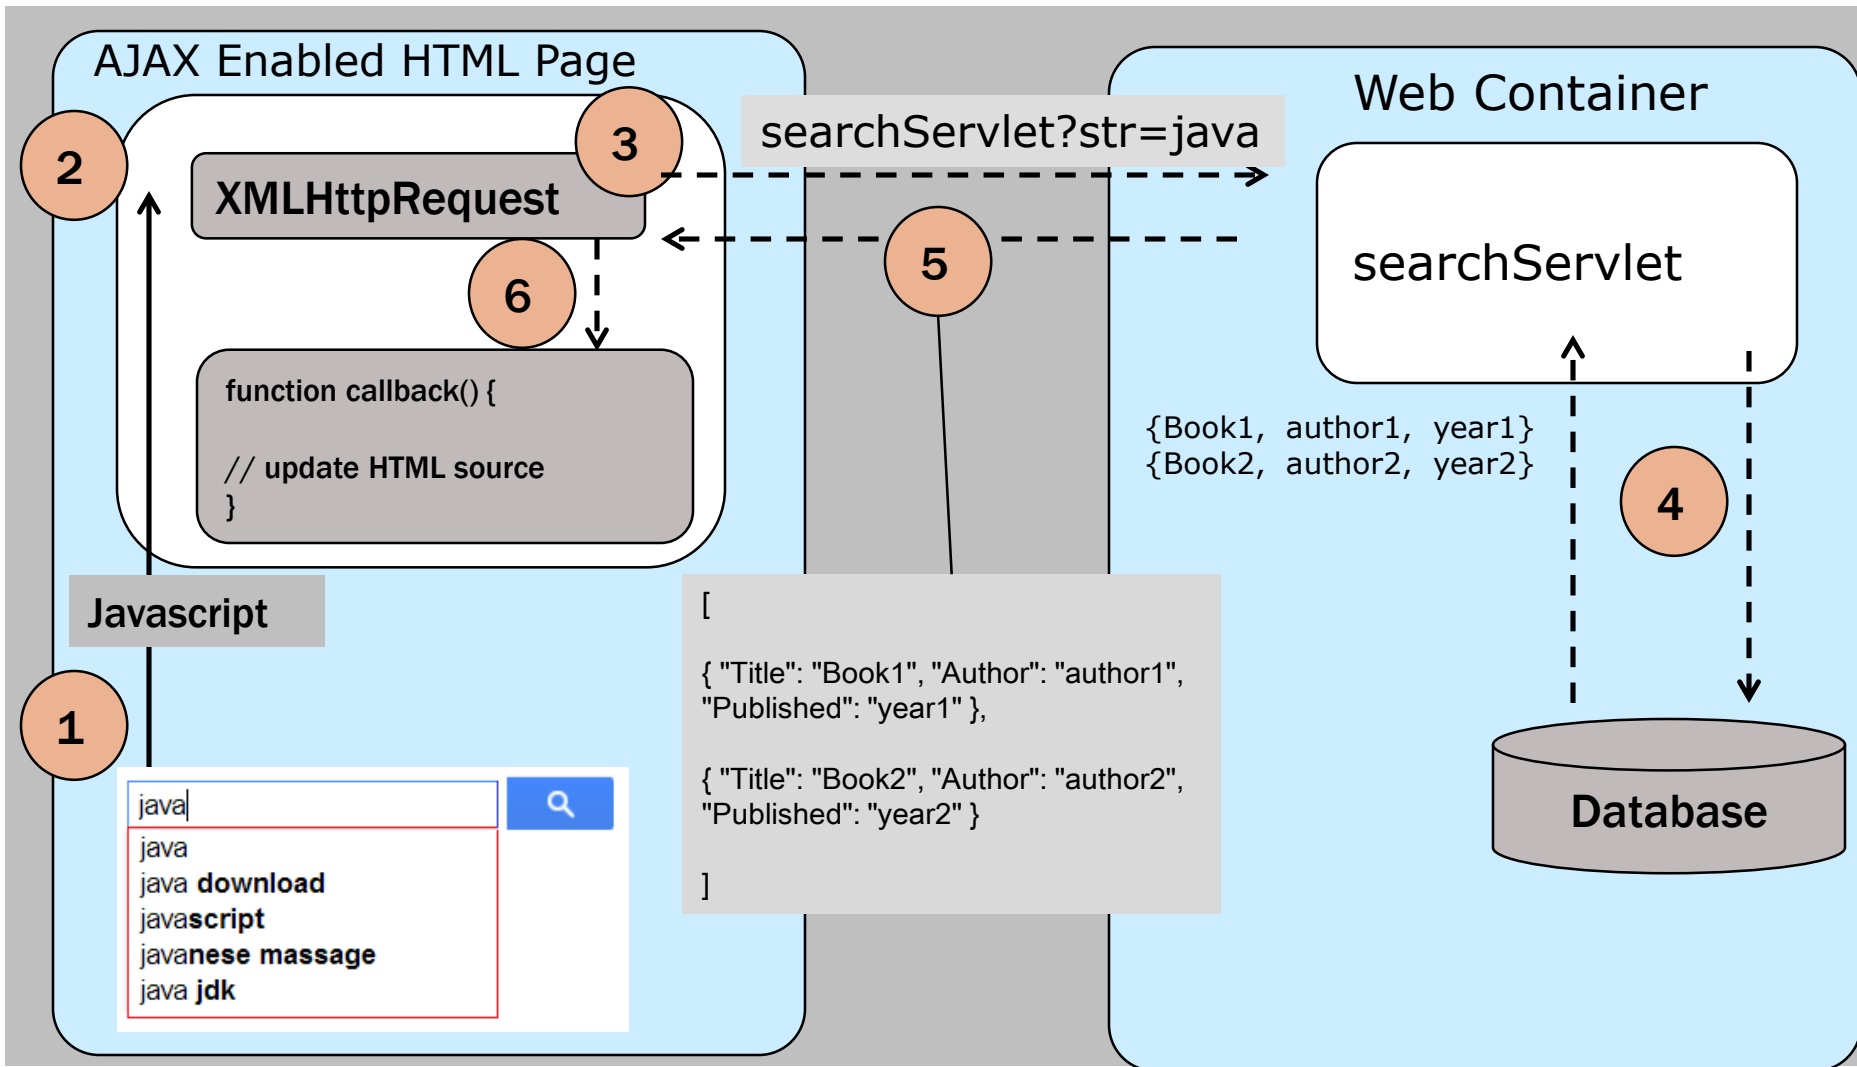 AJAX Enabled HTML Page
2
3
XMLHttpRequest
6
function callback() {
// update HTML source
}
Javascript
1
java
java
java download
javascript
javanese massage
java jdk
searchServlet?str=java
5
[
{ "Title": "Book1", "Author": "author1",
"Published": "year1" },
{ "Title": "Book2", "Author": "author2",
"Published": "year2" }
]
Web Container
searchServlet
{Book1, author1, year1}
{Book2, author2, year2}
4
Database